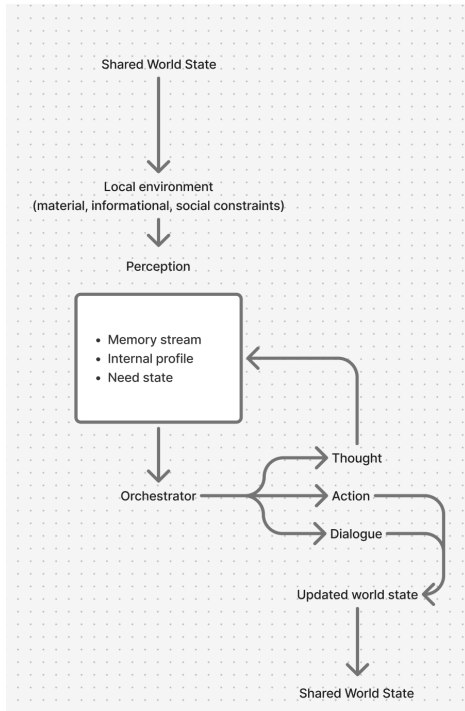 Shared World State
Local environment
(material, informational, social constraints)
Perception
• Memory stream
• Internal profile
• Need state
Orchestrator
Thought
Action
Dialogue
Updated world state
Shared World State